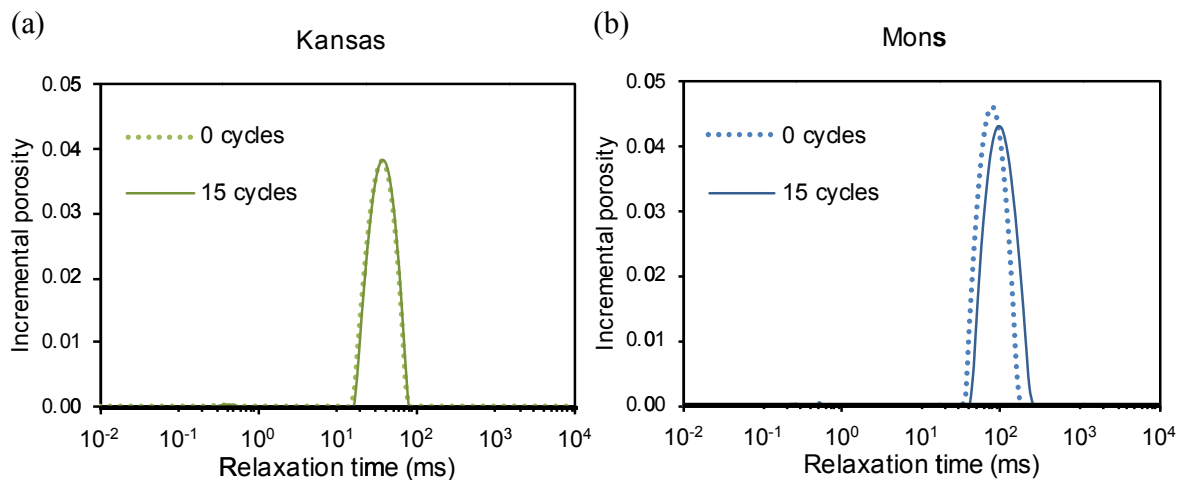 (a)
Kansas
Incremental porosity
0.05
0.04
0.03
0.02
0.01
0.00
0 cycles
15 cycles
10-2
10-1
100
101
102
103
104
Relaxation time (ms)
(b)
Mons
Incremental porosity
0.05
0.04
0.03
0.02
0.01
0.00
0 cycles
15 cycles
10-2
10-1
100
101
102
103
104
Relaxation time (ms)